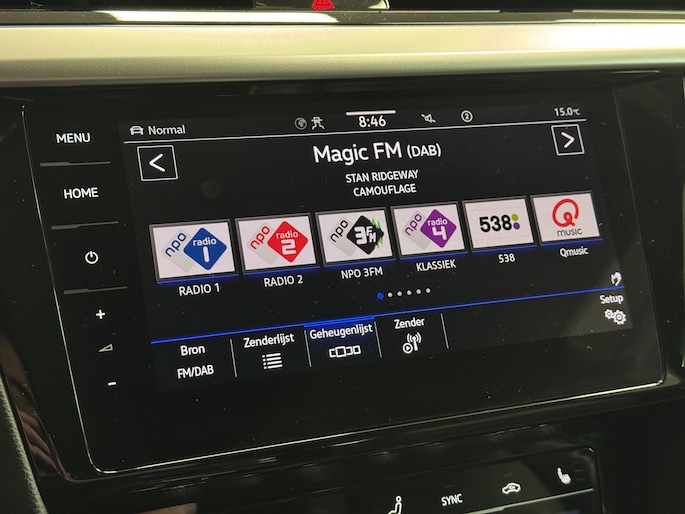 MENU
HOME
Normal
8:46
2
15.0°C
Magic FM (DAB)
STAN RIDGEWAY
CAMOUFLAGE
npo radio 1
npo radio 2
npo 3FM
npo radio 4
538
Q music
RADIO 1
RADIO 2
NPO 3FM
KLASSIEK
538
Qmusic
Setup
Bron
FM/DAB
Zenderlijst
Geheugenlijst
Zender
SYNC